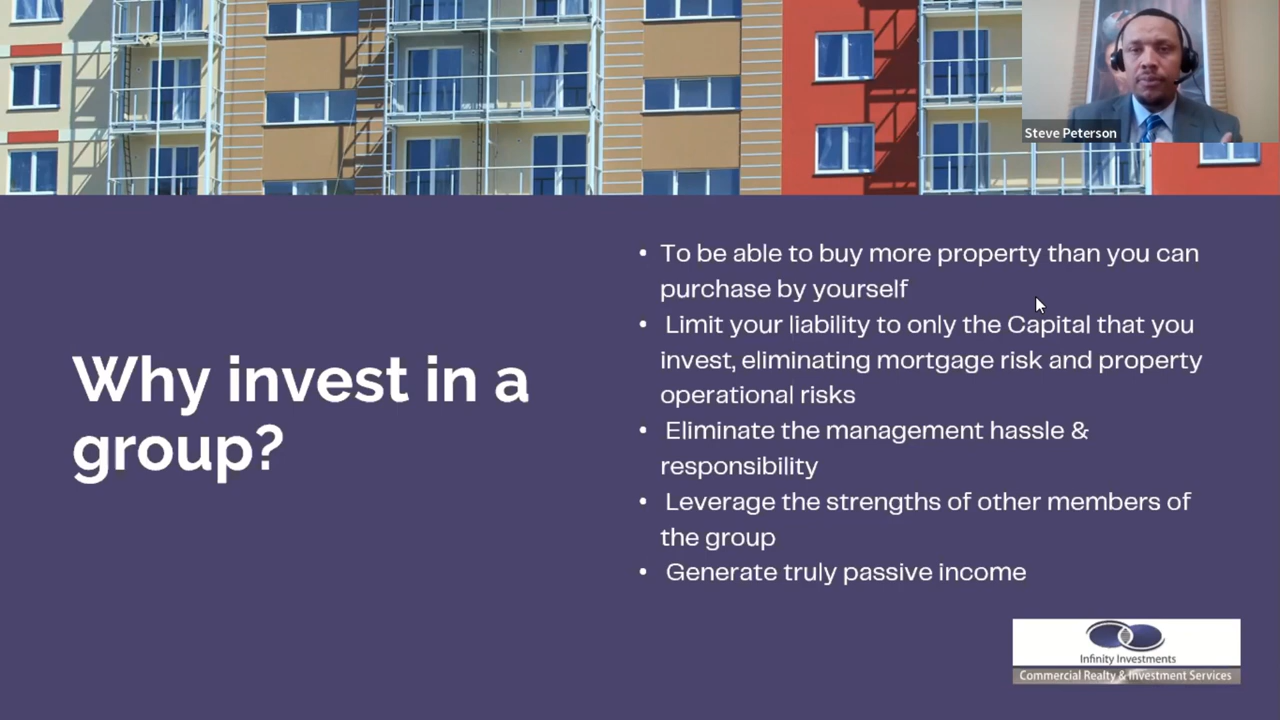 Steve Peterson
Why invest in a
group?
• To be able to buy more property than you can
purchase by yourself
• Limit your liability to only the Capital that you
invest, eliminating mortgage risk and property
operational risks
• Eliminate the management hassle &
responsibility
• Leverage the strengths of other members of
the group
• Generate truly passive income
Infinity Investments
Commercial Realty & Investment Services